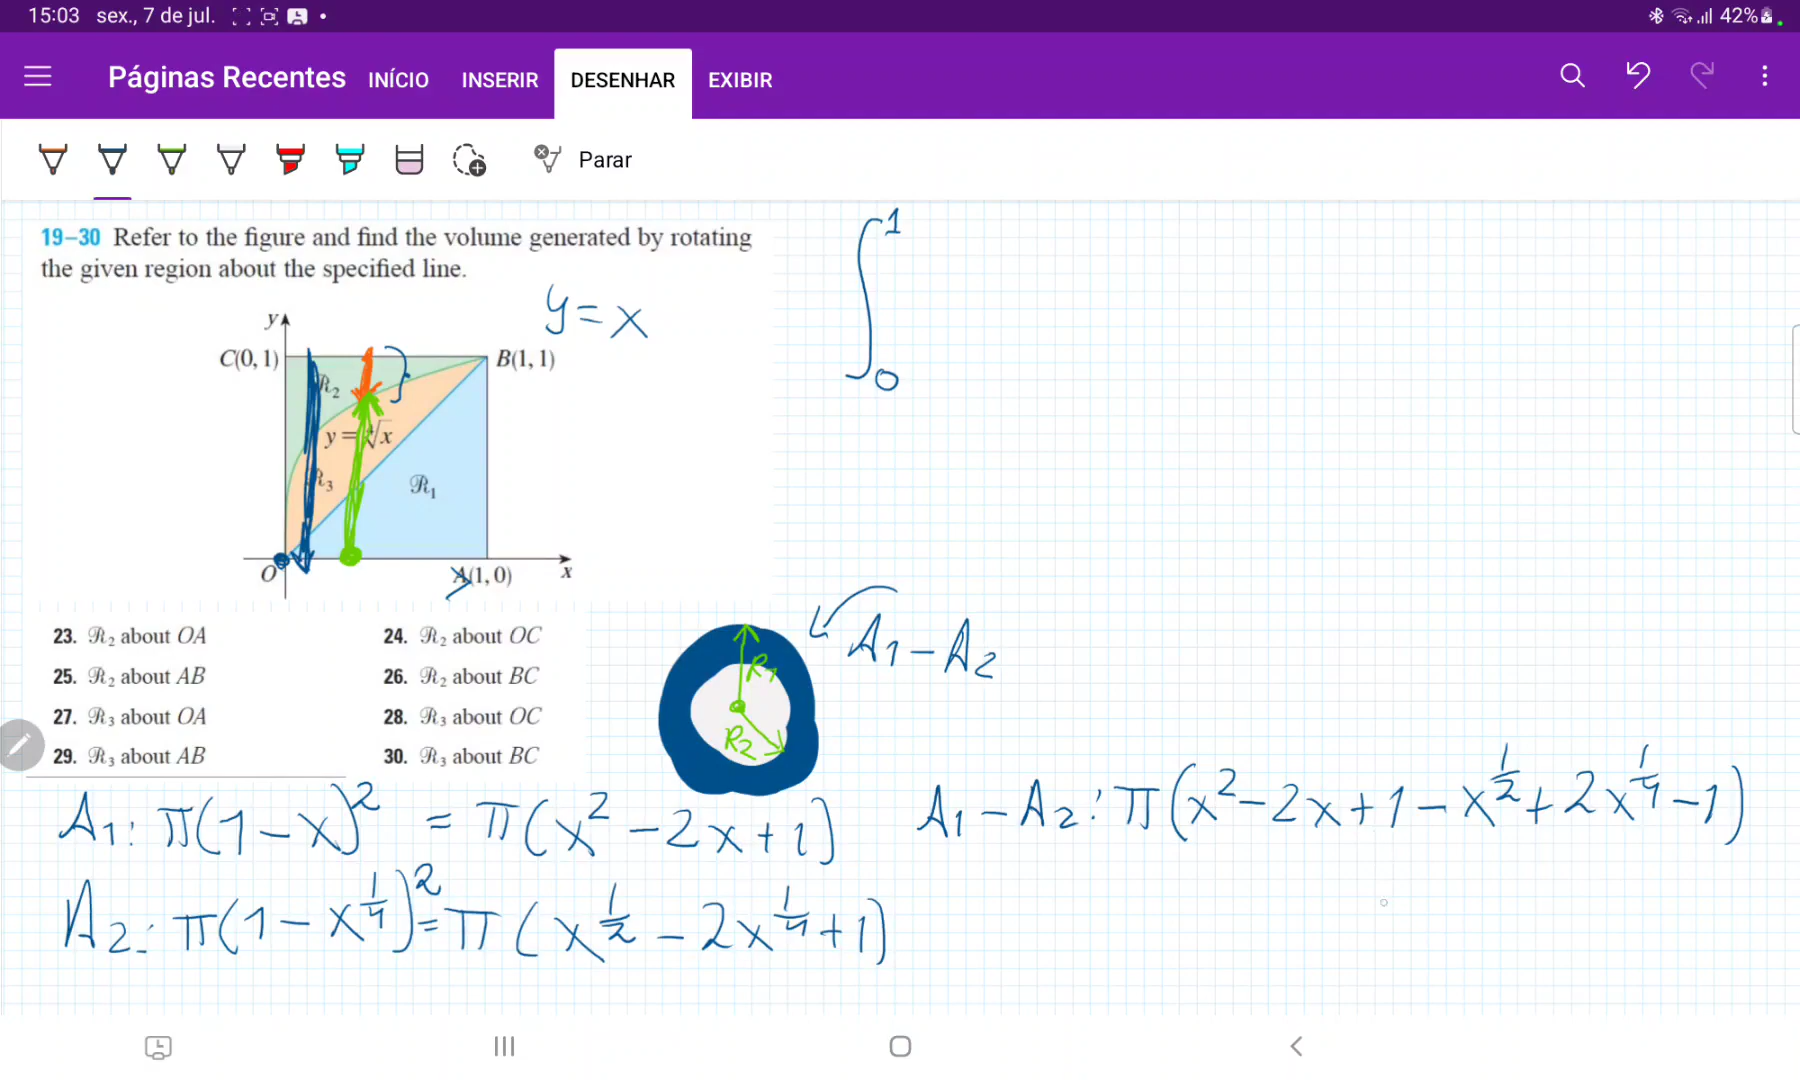 15:03 sex., 7 de jul. 42%
Páginas Recentes INÍCIO INSERIR DESENHAR EXIBIR
Parar
19–30 Refer to the figure and find the volume generated by rotating
the given region about the specified line.
y = x
∫₀¹
y
C(0, 1) B(1, 1)
ℛ₂
y = ∜x
ℛ₃ ℛ₁
O A(1, 0) x
23. ℛ₂ about OA 24. ℛ₂ about OC
25. ℛ₂ about AB 26. ℛ₂ about BC
27. ℛ₃ about OA 28. ℛ₃ about OC
29. ℛ₃ about AB 30. ℛ₃ about BC
R₁
R₂
A₁ – A₂
A₁: π(1 – x)² = π(x² – 2x + 1)
A₂: π(1 – x^(1/4))² = π(x^(1/2) – 2x^(1/4) + 1)
A₁ – A₂: π(x² – 2x + 1 – x^(1/2) + 2x^(1/4) – 1)